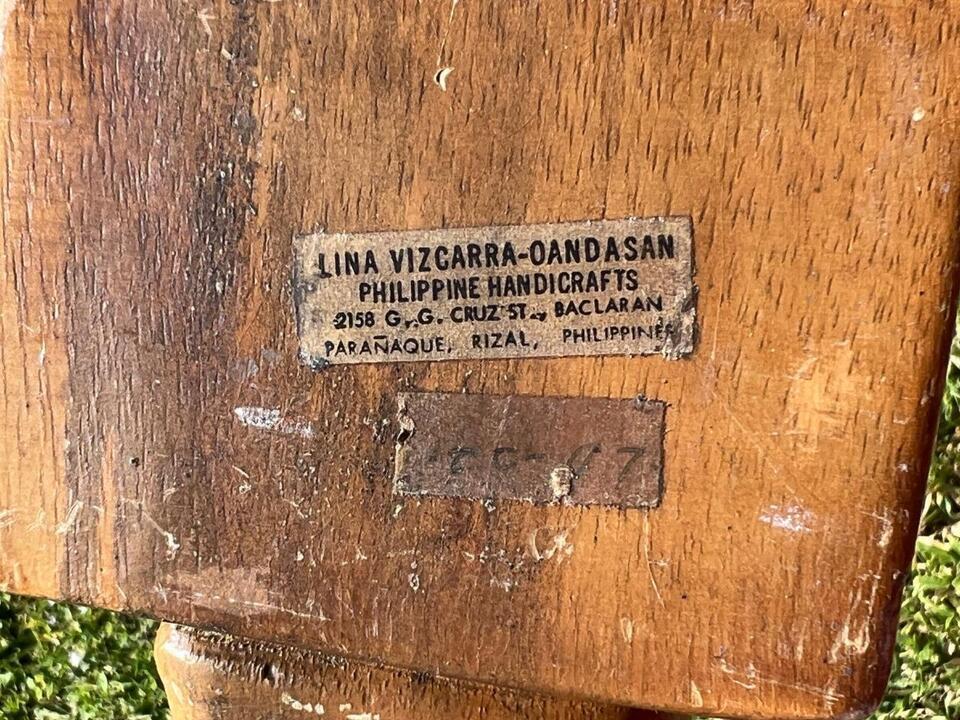 LINA VIZCARRA-OANDASAN
PHILIPPINE HANDICRAFTS
2158 G. G. CRUZ ST., BACLARAN
PARAÑAQUE, RIZAL, PHILIPPINES